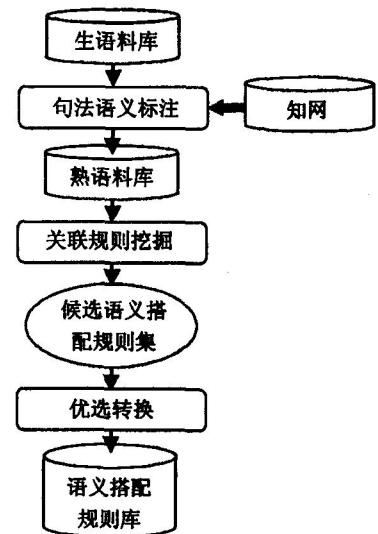 生语料库
句法语义标注
知网
熟语料库
关联规则挖掘
候选语义搭
配规则集
优选转换
语义搭配
规则库